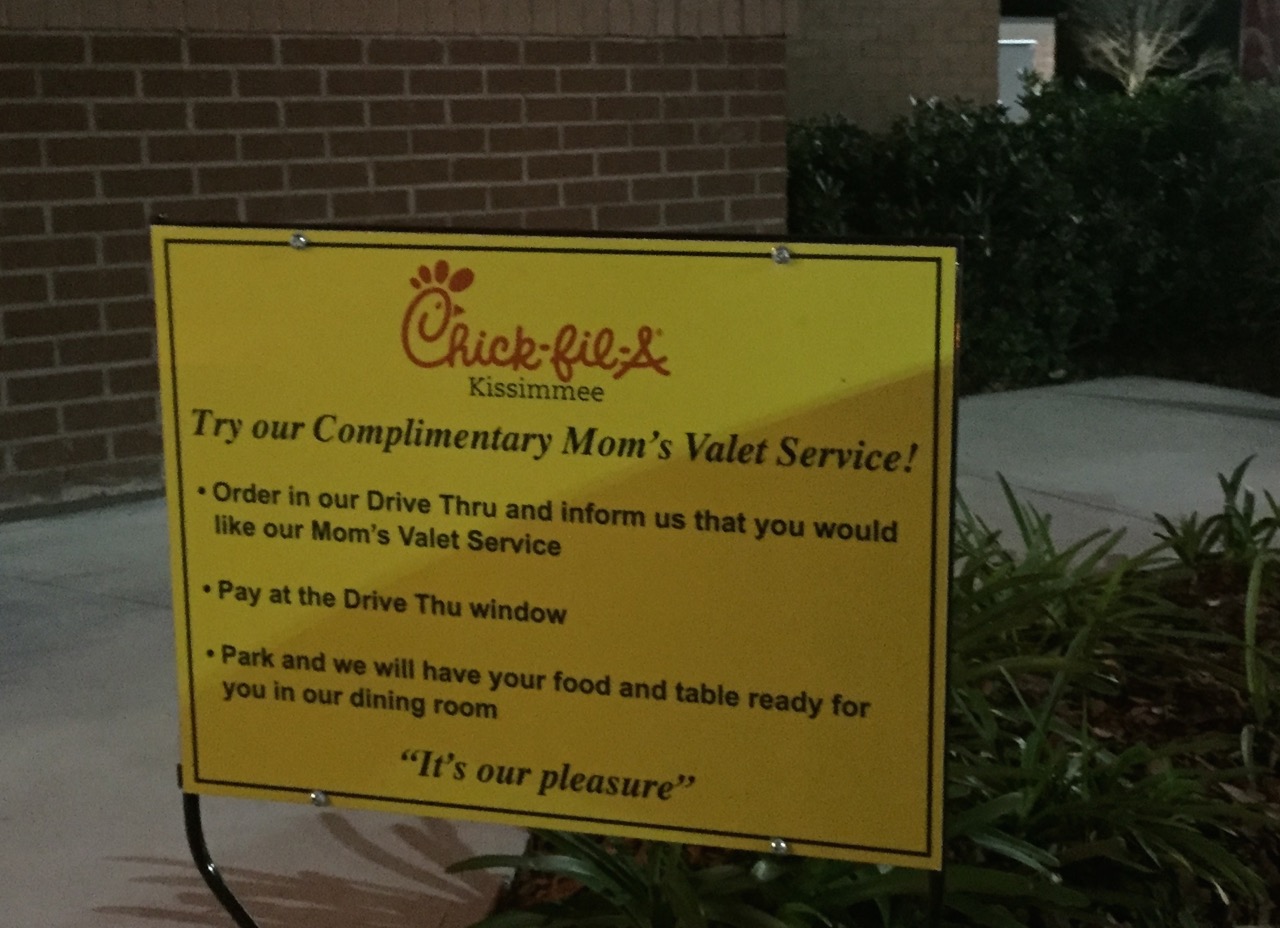 Chick-fil-A®
Kissimmee
Try our Complimentary Mom's Valet Service!
• Order in our Drive Thru and inform us that you would
like our Mom's Valet Service
• Pay at the Drive Thu window
• Park and we will have your food and table ready for
you in our dining room
“It's our pleasure”